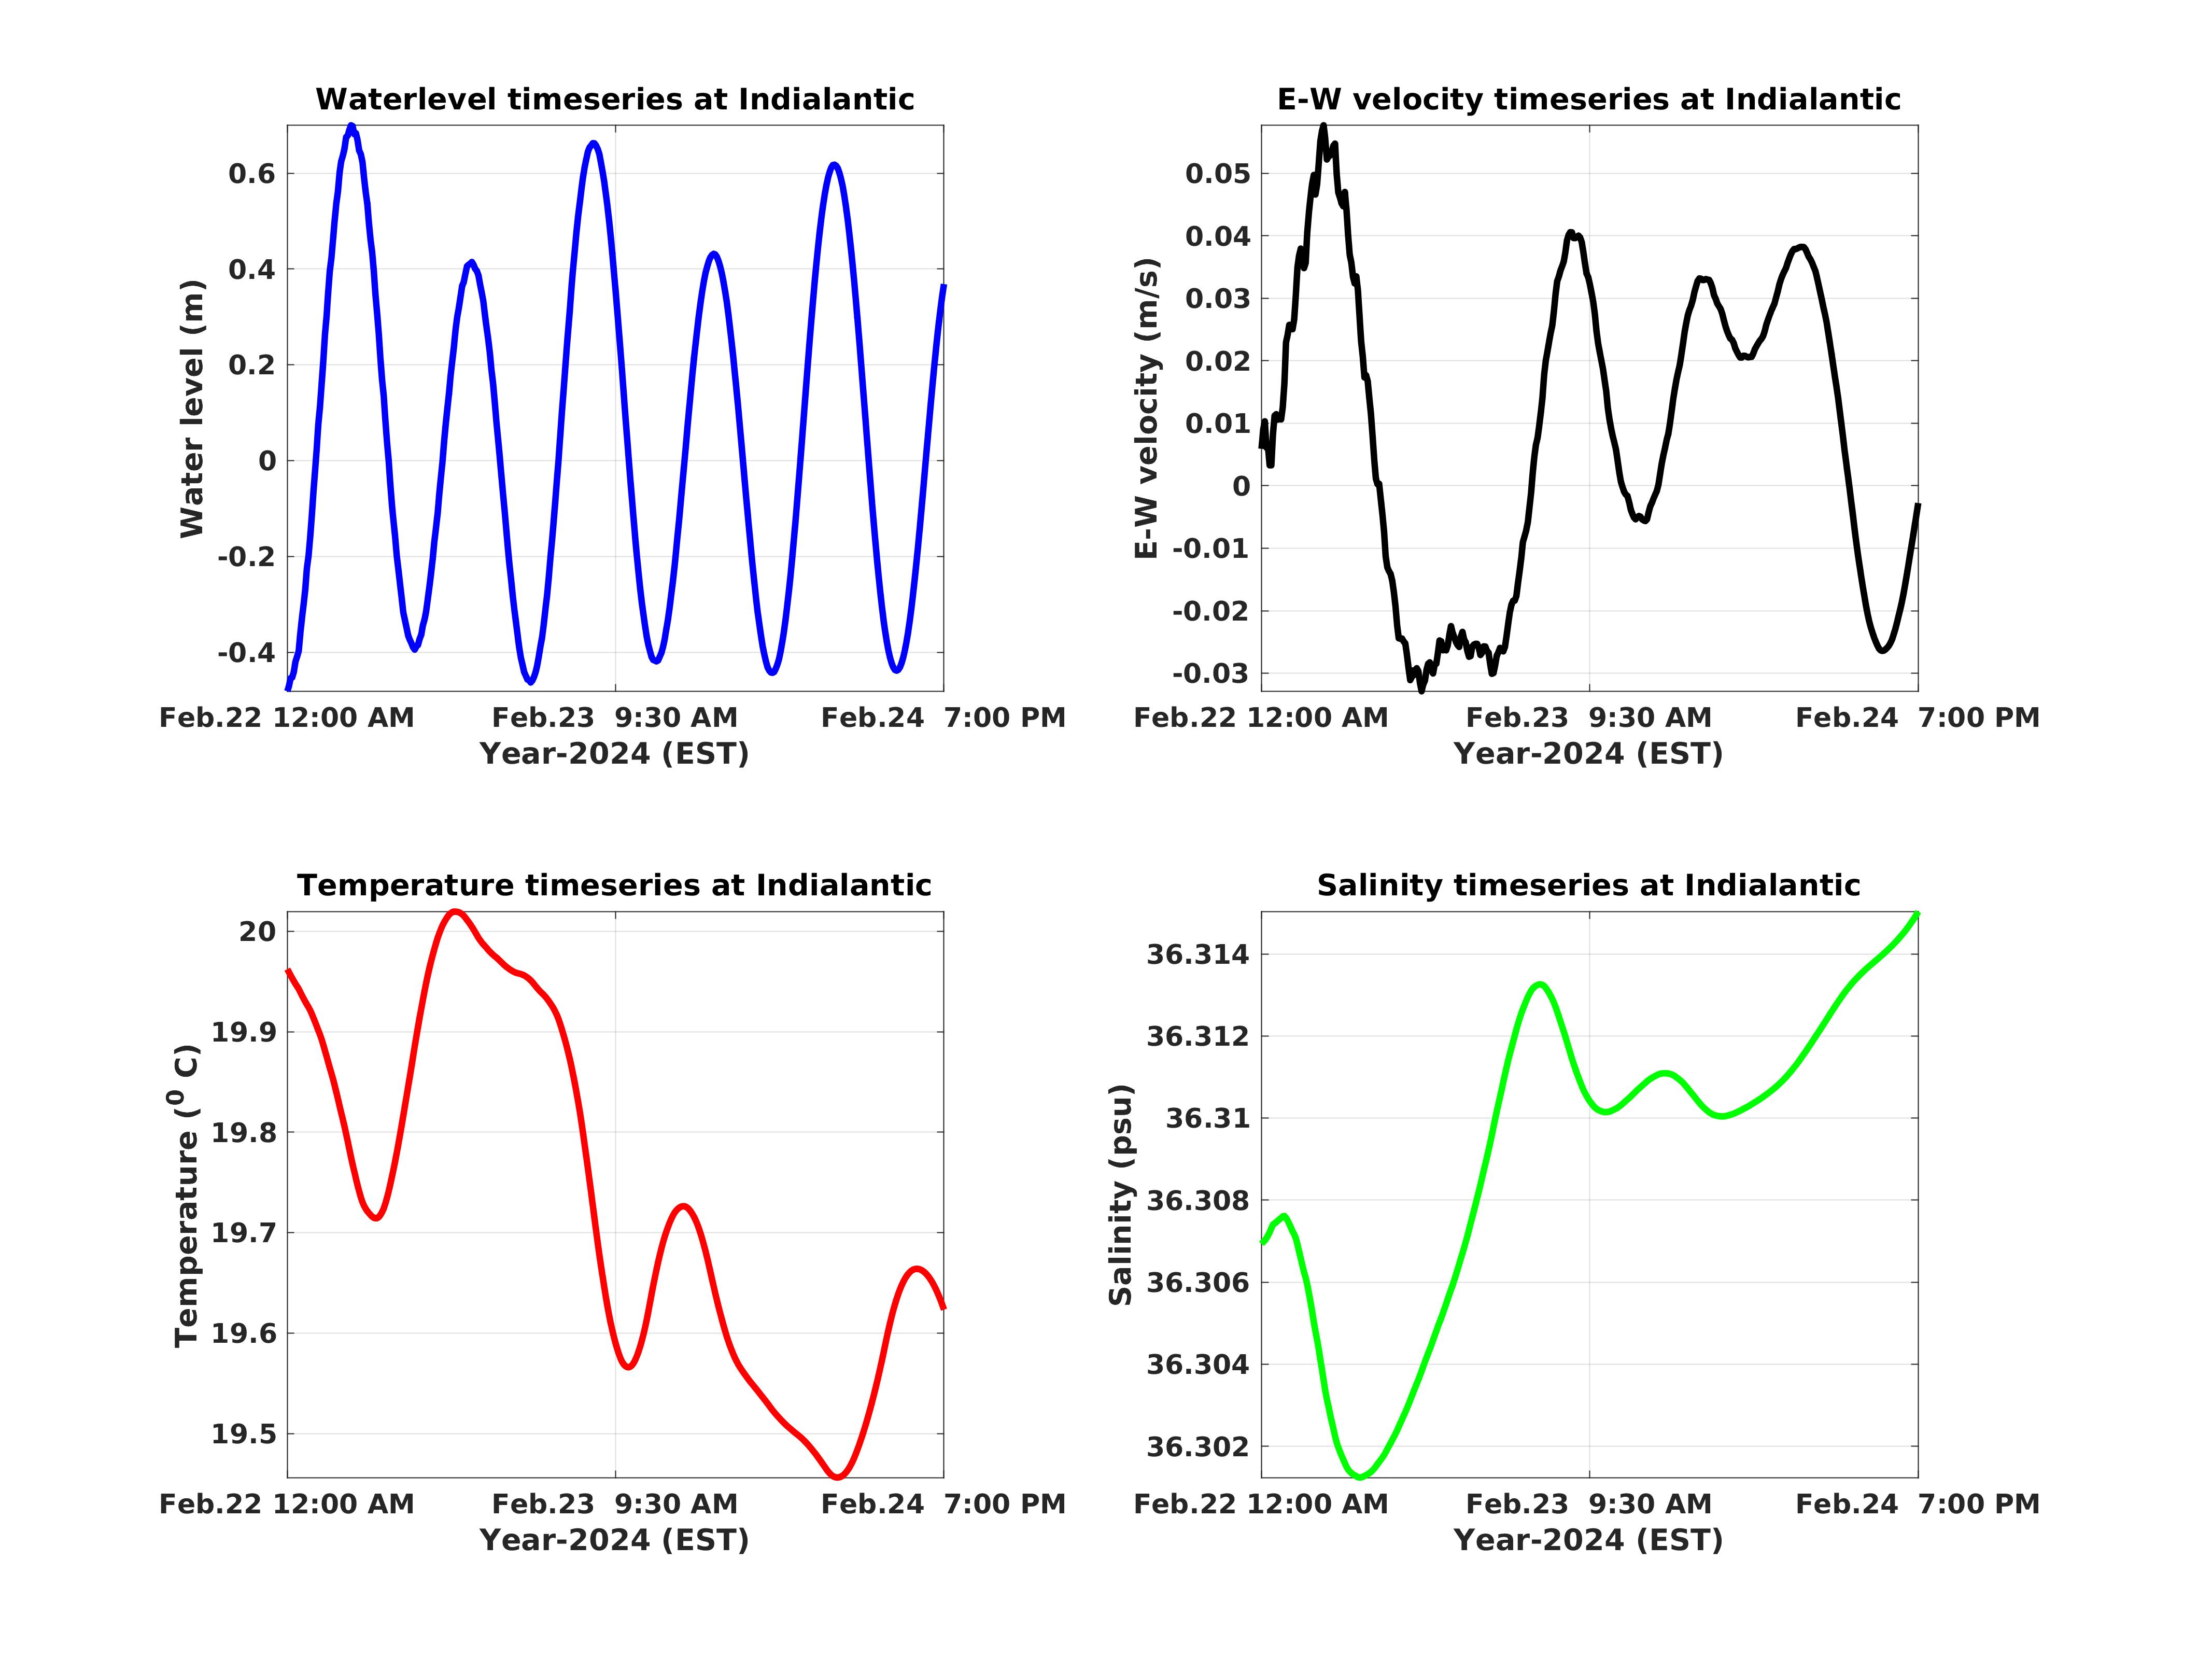 Waterlevel timeseries at Indialantic
0.6
0.4
0.2
0
-0.2
-0.4
Water level (m)
Feb.22 12:00 AM
Feb.23  9:30 AM
Feb.24  7:00 PM
Year-2024 (EST)
E-W velocity timeseries at Indialantic
0.05
0.04
0.03
0.02
0.01
0
-0.01
-0.02
-0.03
E-W velocity (m/s)
Feb.22 12:00 AM
Feb.23  9:30 AM
Feb.24  7:00 PM
Year-2024 (EST)
Temperature timeseries at Indialantic
20
19.9
19.8
19.7
19.6
19.5
Temperature (⁰ C)
Feb.22 12:00 AM
Feb.23  9:30 AM
Feb.24  7:00 PM
Year-2024 (EST)
Salinity timeseries at Indialantic
36.314
36.312
36.31
36.308
36.306
36.304
36.302
Salinity (psu)
Feb.22 12:00 AM
Feb.23  9:30 AM
Feb.24  7:00 PM
Year-2024 (EST)